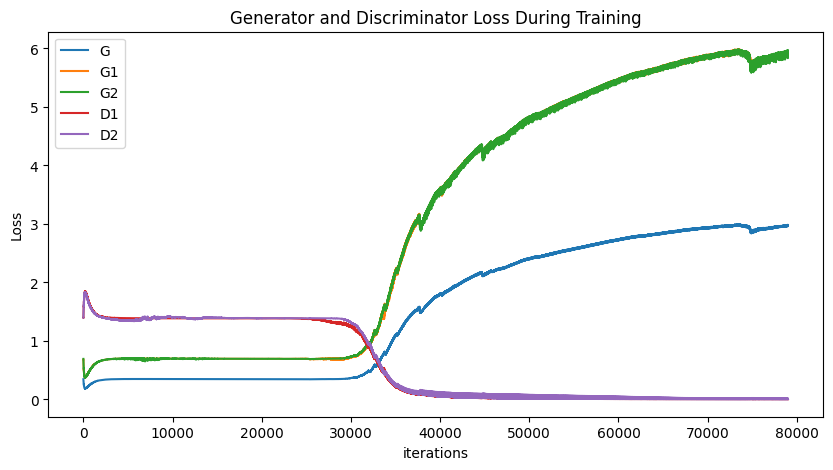 Generator and Discriminator Loss During Training
G
G1
G2
D1
D2
Loss
6
5
4
3
2
1
0
0 10000 20000 30000 40000 50000 60000 70000 80000
iterations